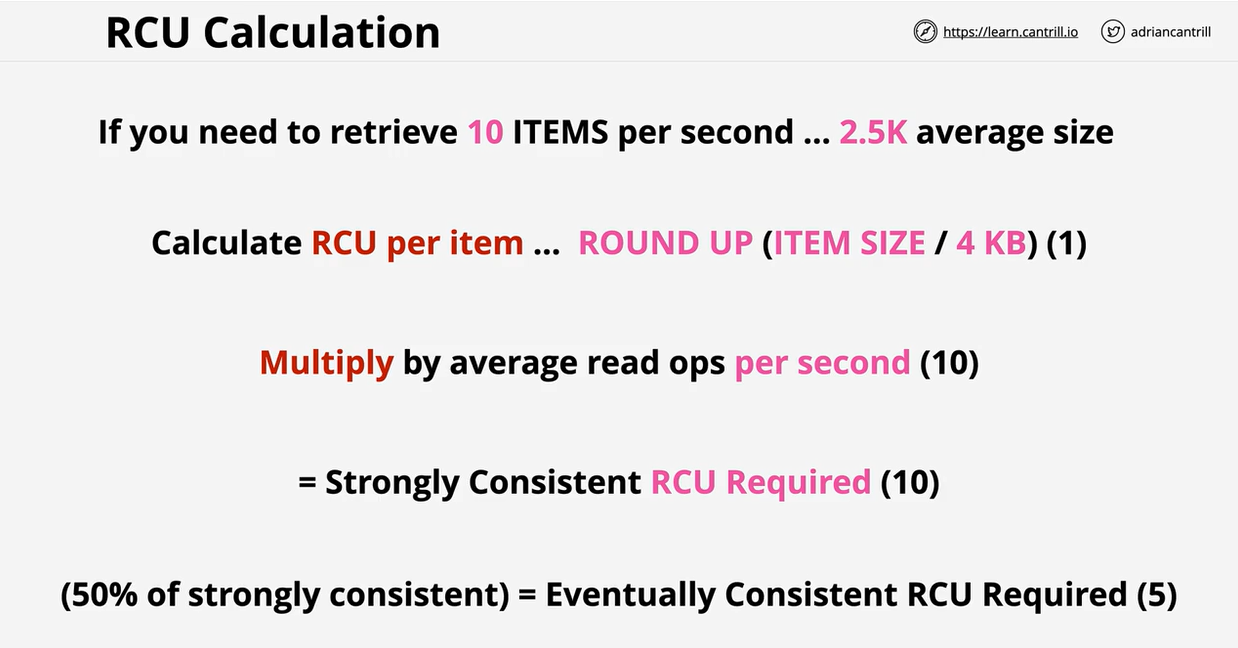 RCU Calculation
https://learn.cantrill.io
adriancantrill
If you need to retrieve 10 ITEMS per second ... 2.5K average size
Calculate RCU per item ... ROUND UP (ITEM SIZE / 4 KB) (1)
Multiply by average read ops per second (10)
= Strongly Consistent RCU Required (10)
(50% of strongly consistent) = Eventually Consistent RCU Required (5)